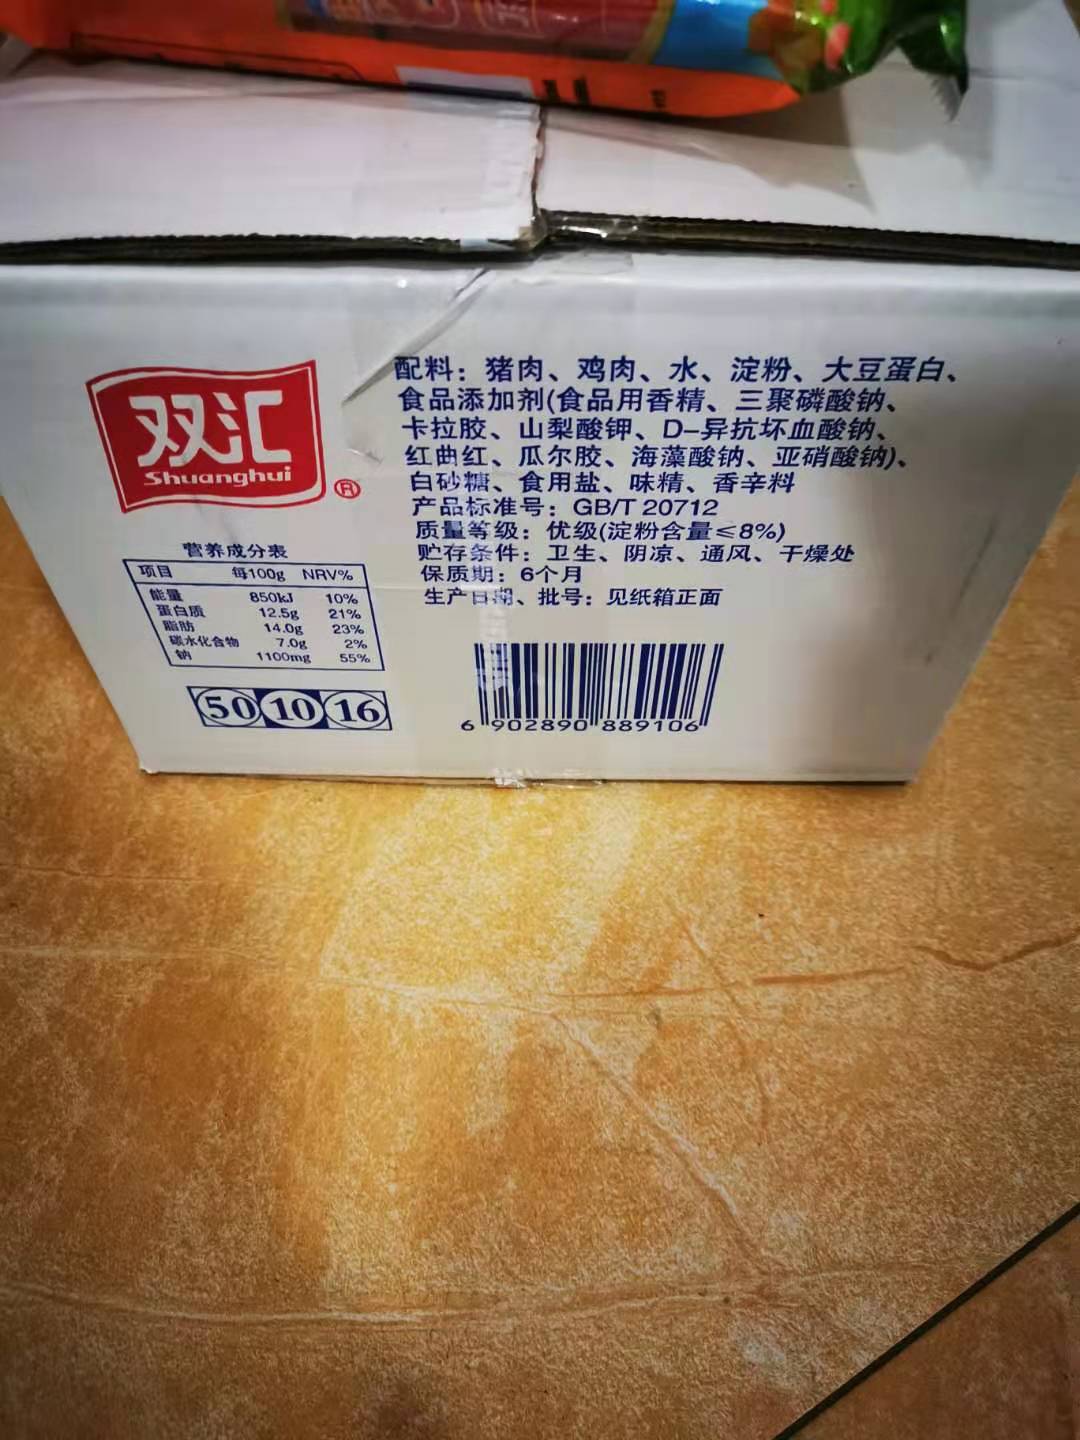 双汇
Shuanghui
®
配料：猪肉、鸡肉、水、淀粉、大豆蛋白、
食品添加剂(食品用香精、三聚磷酸钠、
卡拉胶、山梨酸钾、D-异抗坏血酸钠、
红曲红、瓜尔胶、海藻酸钠、亚硝酸钠)、
白砂糖、食用盐、味精、香辛料
产品标准号：GB/T 20712
质量等级：优级(淀粉含量≤8%)
贮存条件：卫生、阴凉、通风、干燥处
保质期：6个月
生产日期、批号：见纸箱正面
营养成分表
项目 每100g NRV%
能量 850kJ 10%
蛋白质 12.5g 21%
脂肪 14.0g 23%
碳水化合物 7.0g 2%
钠 1100mg 55%
50 10 16
6 902890 889106